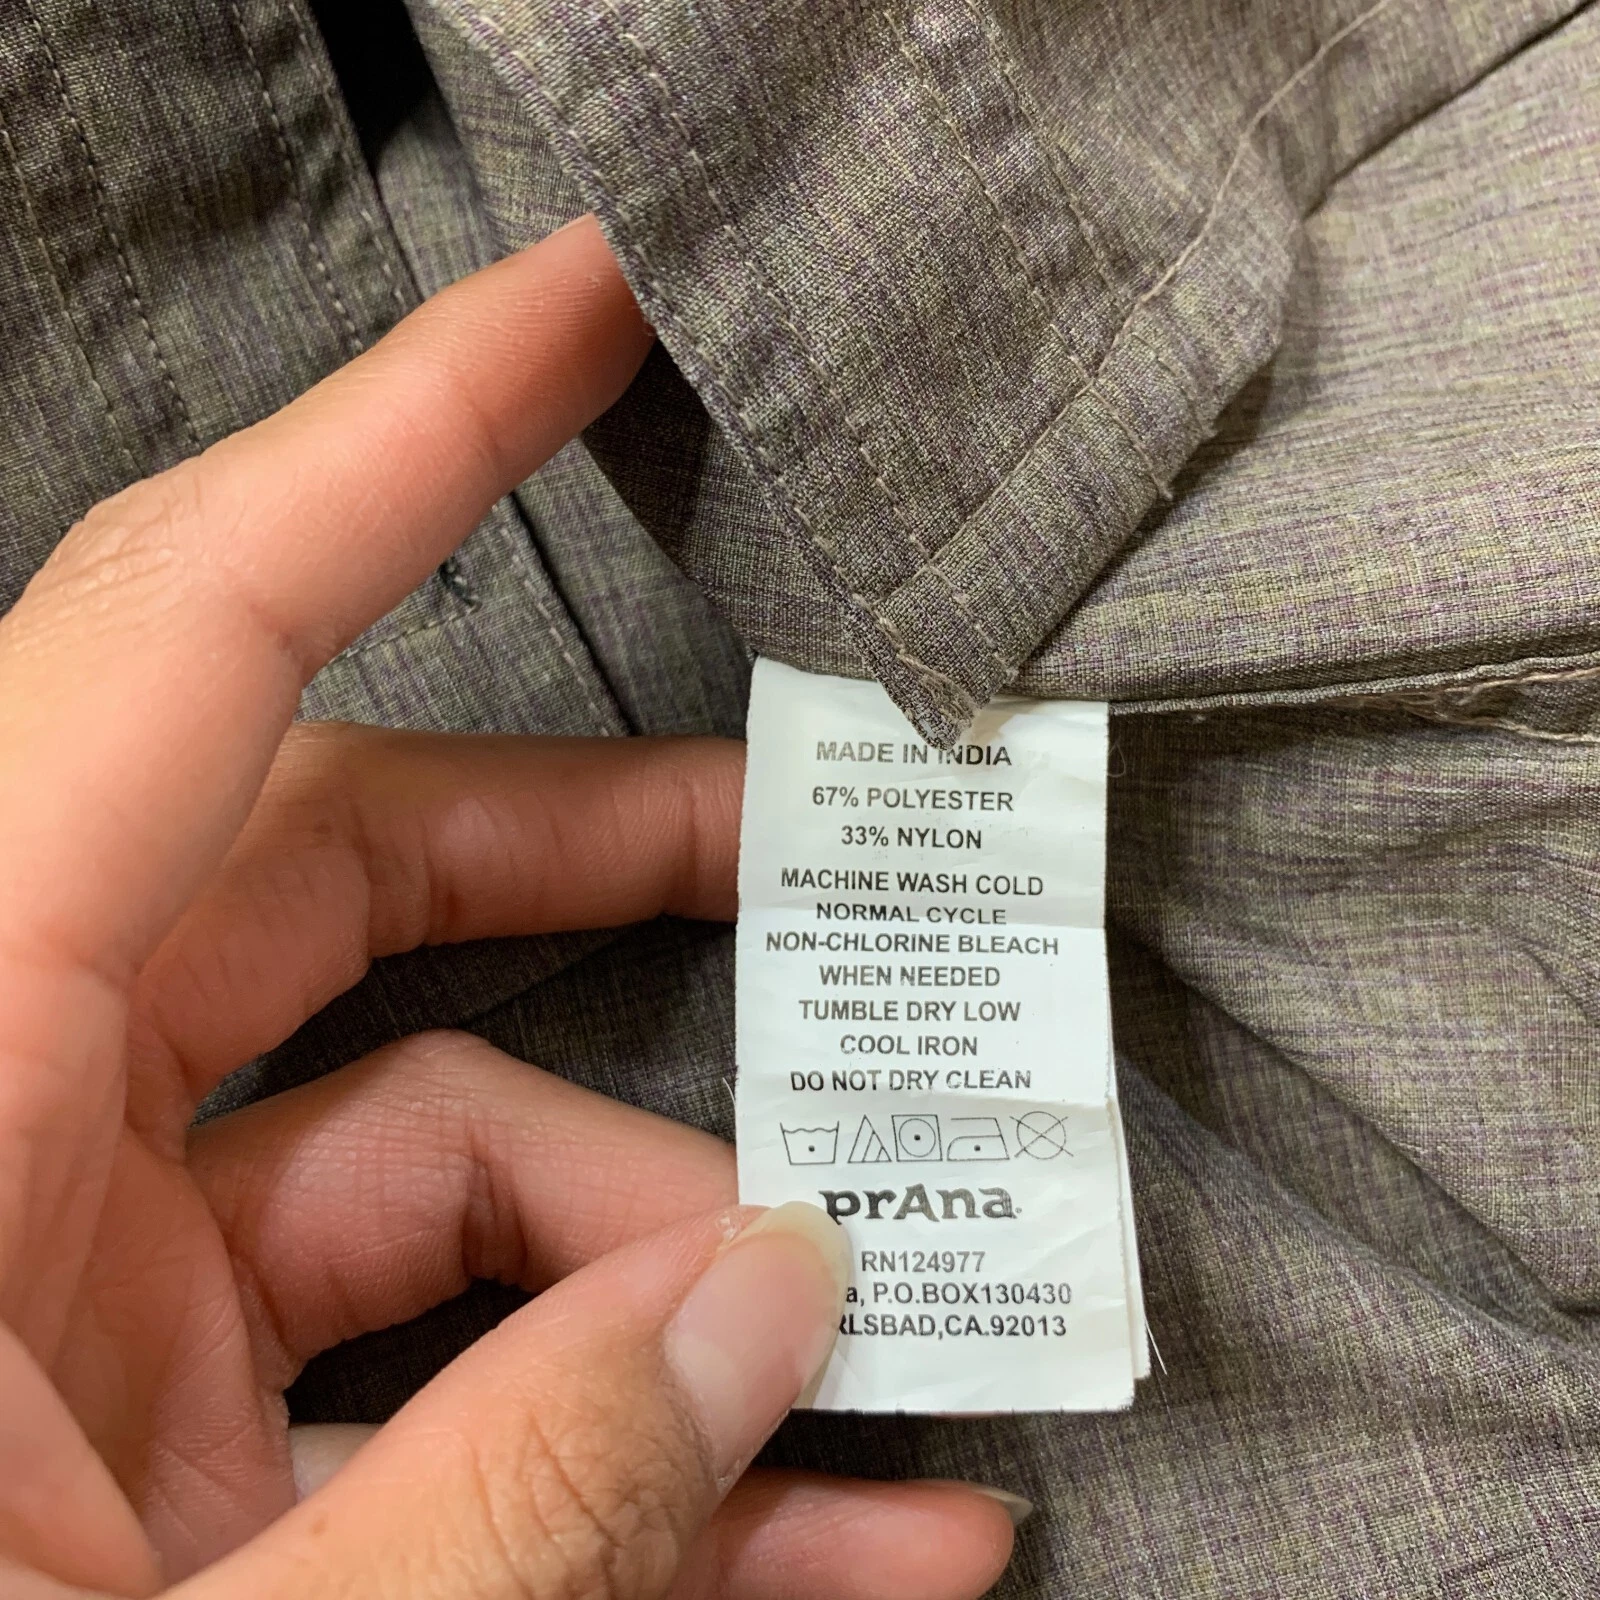 MADE IN INDIA
67% POLYESTER
33% NYLON
MACHINE WASH COLD
NORMAL CYCLE
NON-CHLORINE BLEACH
WHEN NEEDED
TUMBLE DRY LOW
COOL IRON
DO NOT DRY CLEAN
prAna
RN124977
P.O.BOX130430
CA.92013